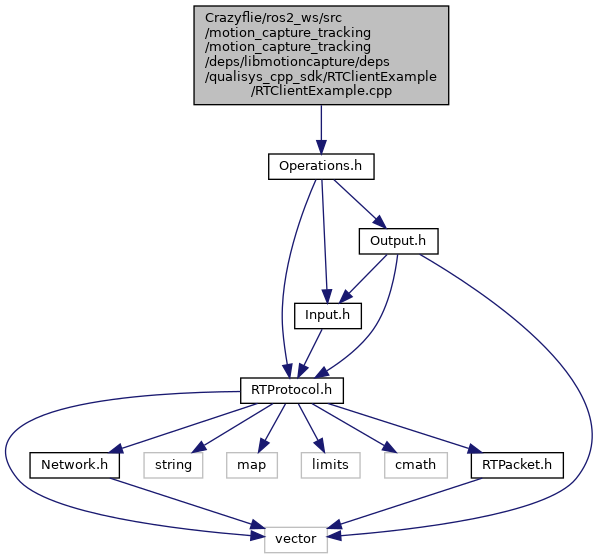 Crazyflie/ros2_ws/src
/motion_capture_tracking
/motion_capture_tracking
/deps/libmotioncapture/deps
/qualisys_cpp_sdk/RTClientExample
/RTClientExample.cpp
Operations.h
Output.h
Input.h
RTProtocol.h
Network.h
string
map
limits
cmath
RTPacket.h
vector